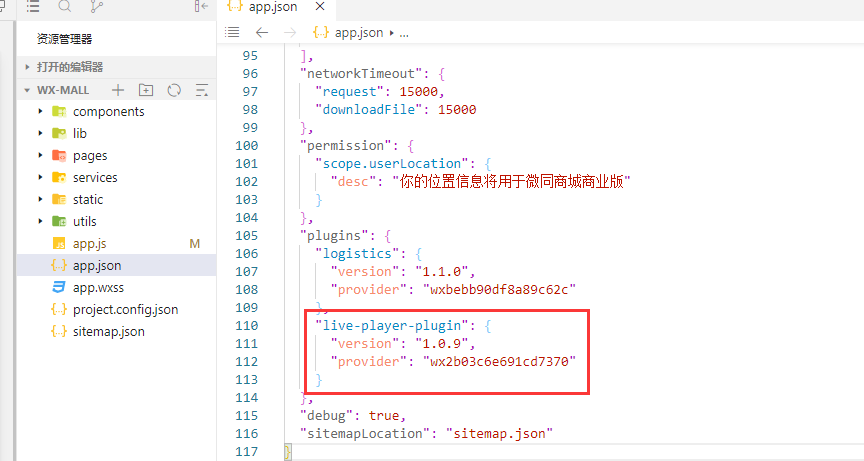 app.json
资源管理器
app.json ...
打开的编辑器
WX-MALL
components
lib
pages
services
static
utils
app.js M
app.json
app.wxss
project.config.json
sitemap.json
95 ],
96 "networkTimeout": {
97 "request": 15000,
98 "downloadFile": 15000
99 },
100 "permission": {
101 "scope.userLocation": {
102 "desc": "你的位置信息将用于微同商城商业版"
103 }
104 },
105 "plugins": {
106 "logistics": {
107 "version": "1.1.0",
108 "provider": "wxbebb90df8a89c62c"
109 },
110 "live-player-plugin": {
111 "version": "1.0.9",
112 "provider": "wx2b03c6e691cd7370"
113 }
114 },
115 "debug": true,
116 "sitemapLocation": "sitemap.json"
117 }